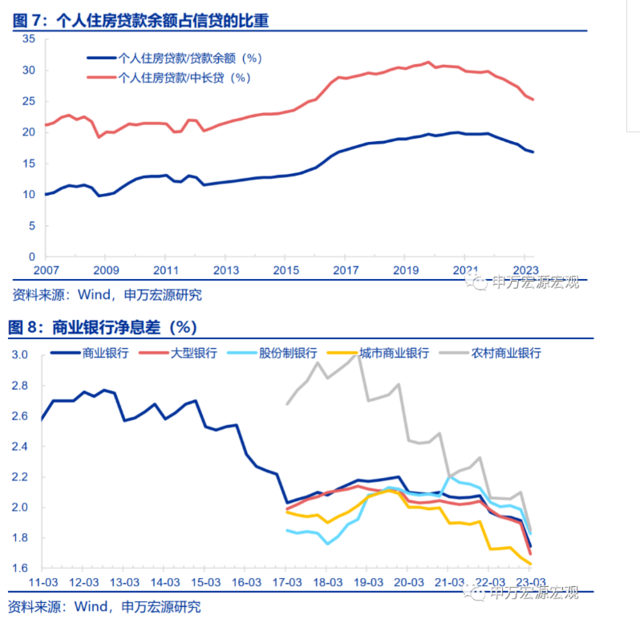 图 7：个人住房贷款余额占信贷的比重
35
个人住房贷款/贷款余额（%）
个人住房贷款/中长贷（%）
30
25
20
15
10
5
0
2007 2009 2011 2013 2015 2017 2019 2021 2023
申万宏源宏观
资料来源：Wind，申万宏源研究
图 8：商业银行净息差（%）
3.0
商业银行 大型银行 股份制银行 城市商业银行 农村商业银行
2.8
2.6
2.4
2.2
2.0
1.8
1.6
11-03 12-03 13-03 14-03 15-03 16-03 17-03 18-03 19-03 20-03 21-03 22-03 23-03
申万宏源宏观
资料来源：Wind，申万宏源研究